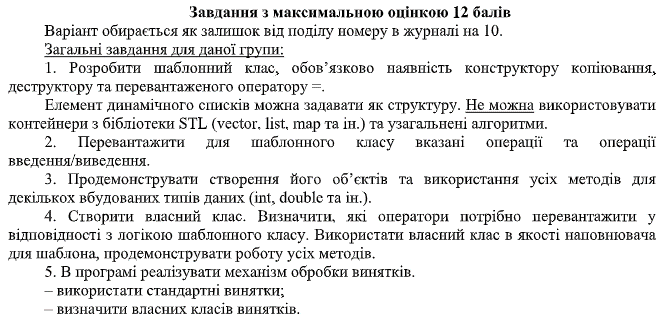 Завдання з максимальною оцінкою 12 балів
Варіант обирається як залишок від поділу номеру в журналі на 10.
Загальні завдання для даної групи:
1. Розробити шаблонний клас, обов’язково наявність конструктору копіювання,
деструктору та перевантаженого оператору =.
Елемент динамічного списків можна задавати як структуру. Не можна використовувати
контейнери з бібліотеки STL (vector, list, map та ін.) та узагальнені алгоритми.
2. Перевантажити для шаблонного класу вказані операції та операції
введення/виведення.
3. Продемонструвати створення його об’єктів та використання усіх методів для
декількох вбудованих типів даних (int, double та ін.).
4. Створити власний клас. Визначити, які оператори потрібно перевантажити у
відповідності з логікою шаблонного класу. Використати власний клас в якості наповнювача
для шаблона, продемонструвати роботу усіх методів.
5. В програмі реалізувати механізм обробки винятків.
– використати стандартні винятки;
– визначити власних класів винятків.